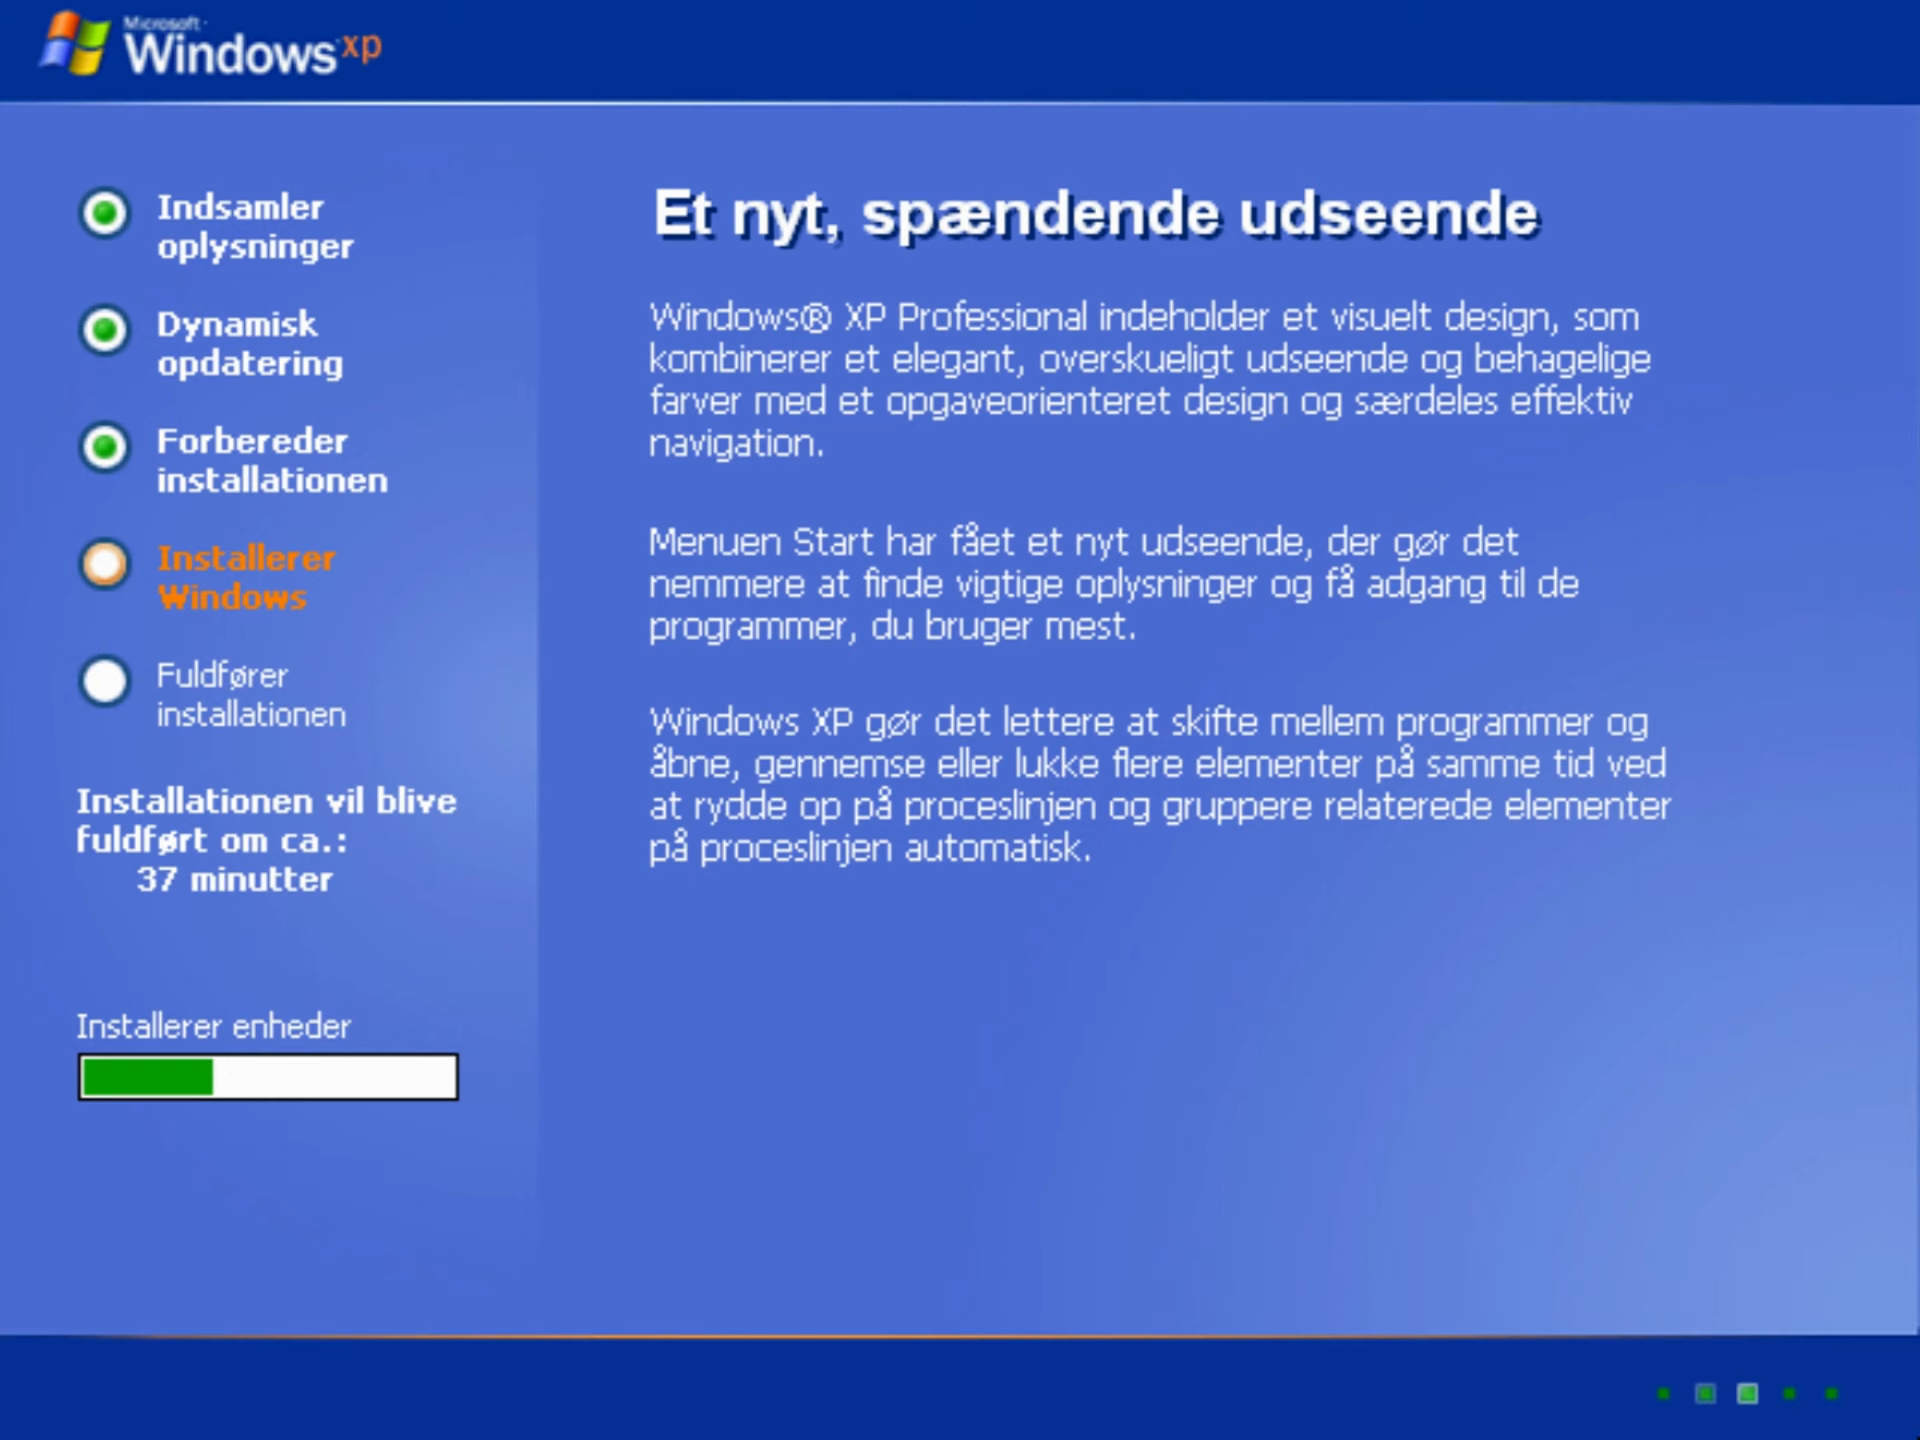 Microsoft
Windows xp
Indsamler
oplysninger
Dynamisk
opdatering
Forbereder
installationen
Installerer
Windows
Fuldfører
installationen
Installationen vil blive
fuldført om ca.:
37 minutter
Installerer enheder
Et nyt, spændende udseende
Windows® XP Professional indeholder et visuelt design, som
kombinerer et elegant, overskueligt udseende og behagelige
farver med et opgaveorienteret design og særdeles effektiv
navigation.
Menuen Start har fået et nyt udseende, der gør det
nemmere at finde vigtige oplysninger og få adgang til de
programmer, du bruger mest.
Windows XP gør det lettere at skifte mellem programmer og
åbne, gennemse eller lukke flere elementer på samme tid ved
at rydde op på proceslinjen og gruppere relaterede elementer
på proceslinjen automatisk.